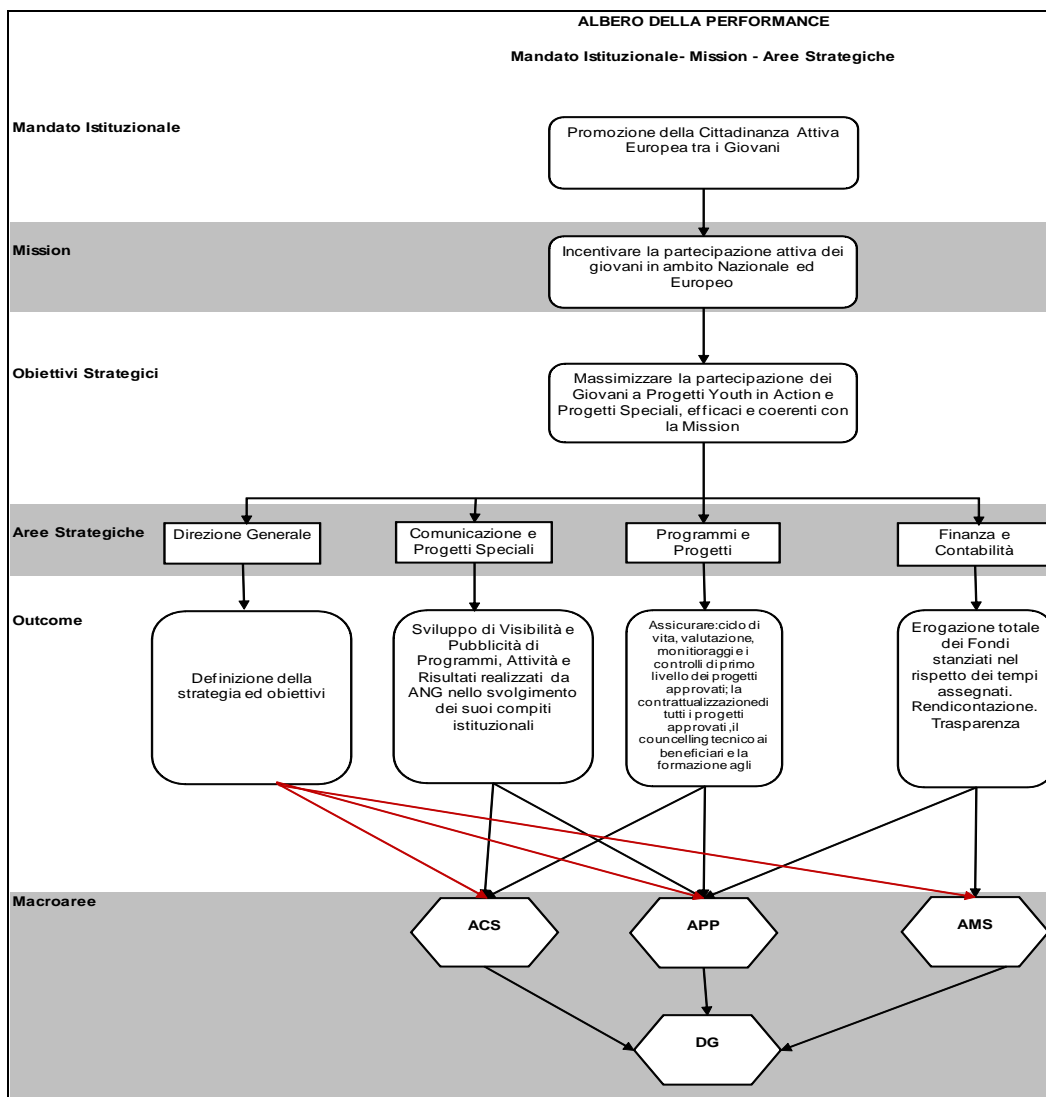 ALBERO DELLA PERFORMANCE
Mandato Istituzionale- Mission - Aree Strategiche
Mandato Istituzionale
Promozione della Cittadinanza Attiva
Europea tra i Giovani
Mission
Incentivare la partecipazione attiva dei
giovani in ambito Nazionale ed
Europeo
Obiettivi Strategici
Massimizzare la partecipazione dei
Giovani a Progetti Youth in Action e
Progetti Speciali, efficaci e coerenti con
la Mission
Aree Strategiche
Direzione Generale
Comunicazione e
Progetti Speciali
Programmi e
Progetti
Finanza e
Contabilità
Outcome
Definizione della
strategia ed obiettivi
Sviluppo di Visibilità e
Pubblicità di
Programmi, Attività e
Risultati realizzati da
ANG nello svolgimento
dei suoi compiti
istituzionali
Assicurare:ciclo di
vita, valutazione,
monitioraggi e i
controlli di primo
livello dei progetti
approvati; la
contrattualizzazionedi
tutti i progetti
approvati ,il
councelling tecnico ai
beneficiari e la
formazione agli
Erogazione totale
dei Fondi
stanziati nel
rispetto dei tempi
assegnati.
Rendicontazione.
Trasparenza
Macroaree
ACS
APP
AMS
DG